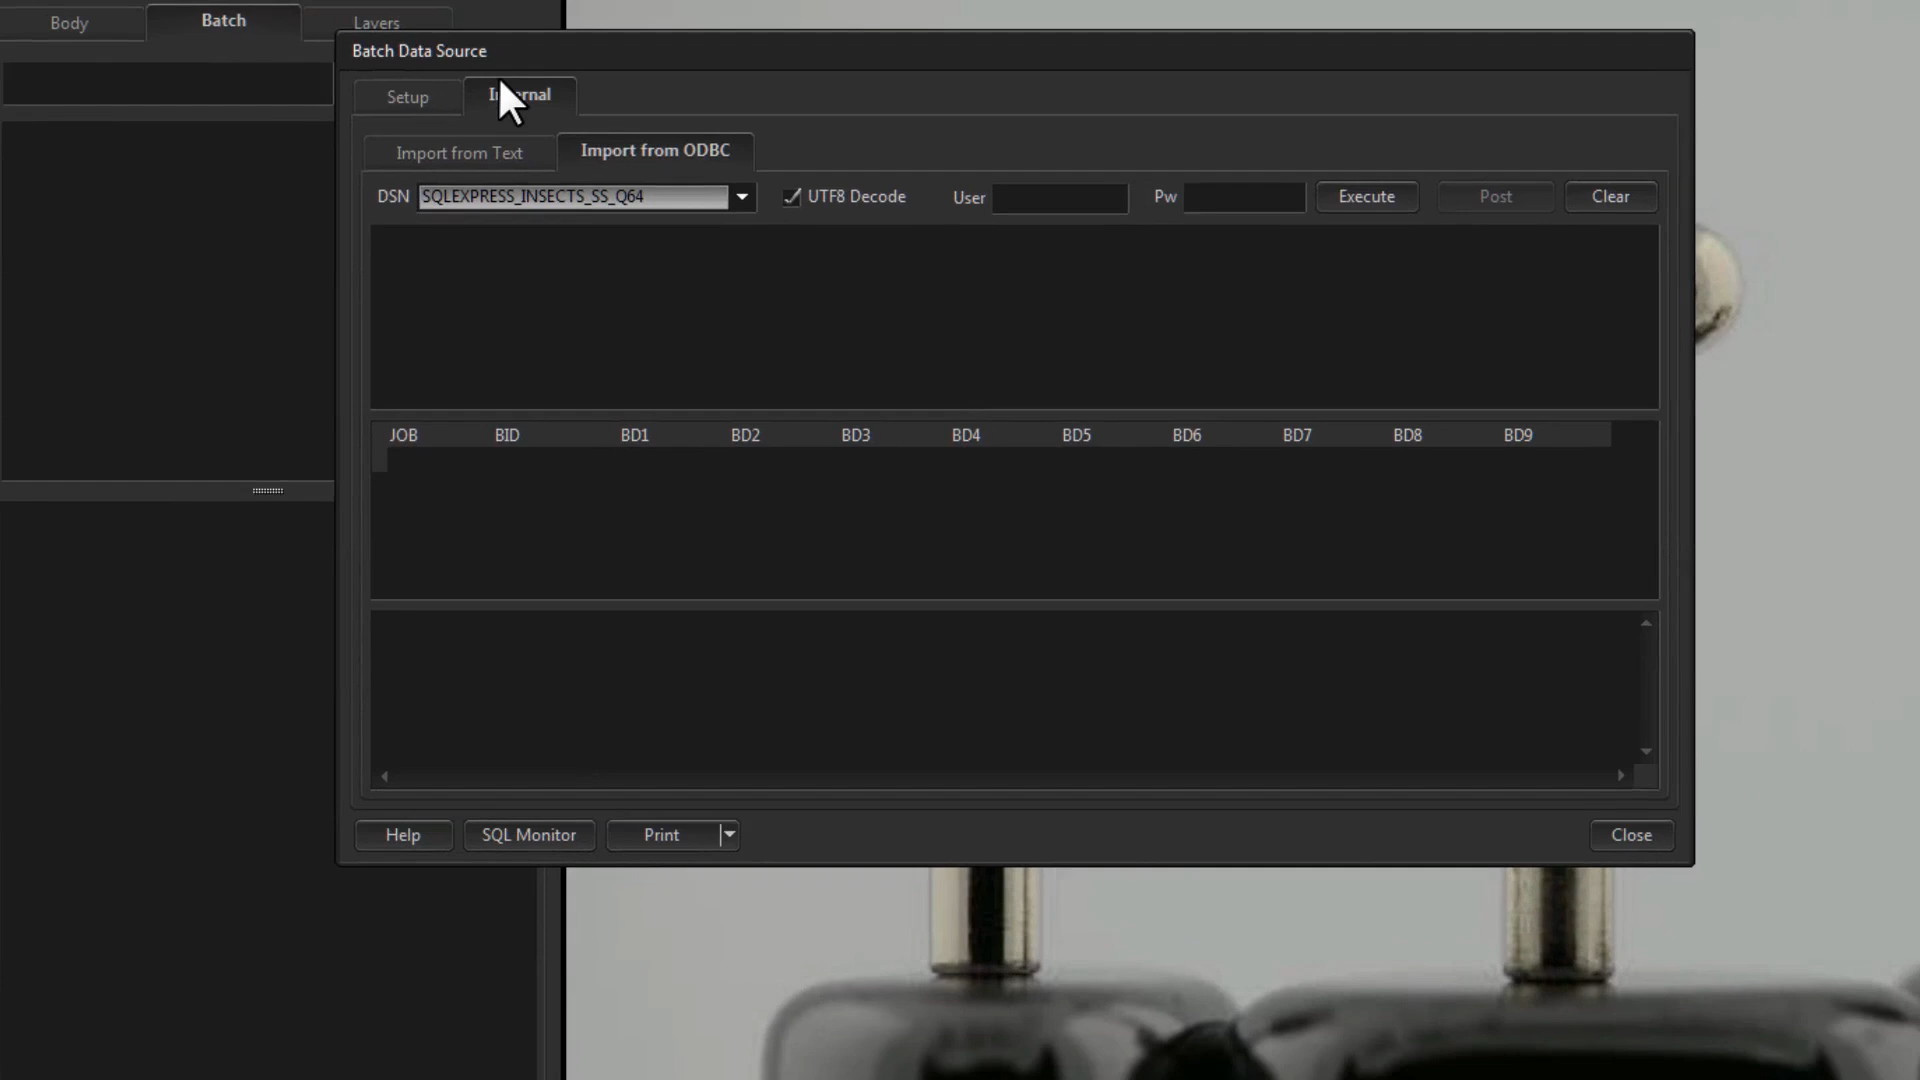 Body Batch Layers
Batch Data Source
Setup
Import from Text Import from ODBC
DSN SQLEXPRESS_INSECTS_SS_Q64 UTF8 Decode User Pw Execute Post Clear
JOB BID BD1 BD2 BD3 BD4 BD5 BD6 BD7 BD8 BD9
Help SQL Monitor Print Close